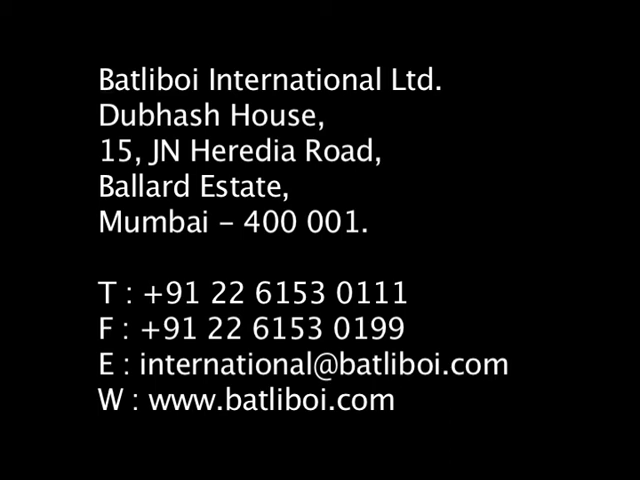 Batliboi International Ltd.
Dubhash House,
15, JN Heredia Road,
Ballard Estate,
Mumbai – 400 001.
T : +91 22 6153 0111
F : +91 22 6153 0199
E : international@batliboi.com
W : www.batliboi.com